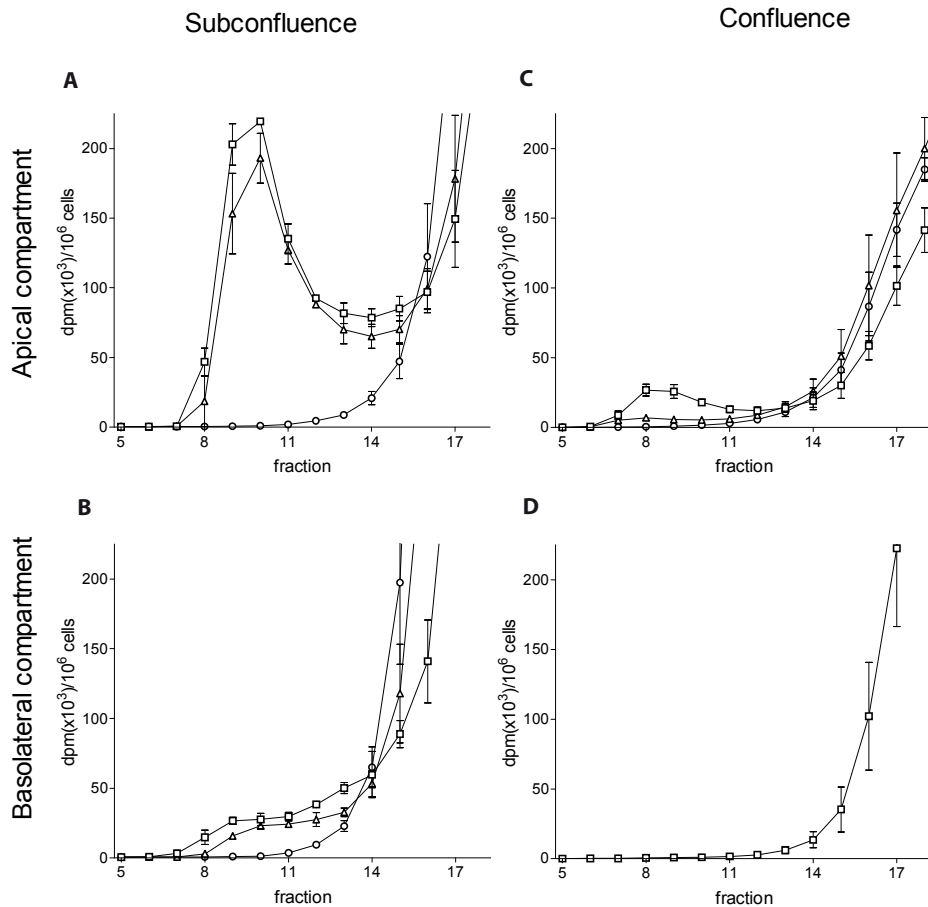 Subconfluence
Confluence
Apical compartment
Basolateral compartment
A
dpm(x10³)/10⁶ cells
200
150
100
50
0
5 8 11 14 17
fraction
C
dpm(x10³)/10⁶ cells
200
150
100
50
0
5 8 11 14 17
fraction
B
dpm(x10³)/10⁶ cells
200
150
100
50
0
5 8 11 14 17
fraction
D
dpm(x10³)/10⁶ cells
200
150
100
50
0
5 8 11 14 17
fraction